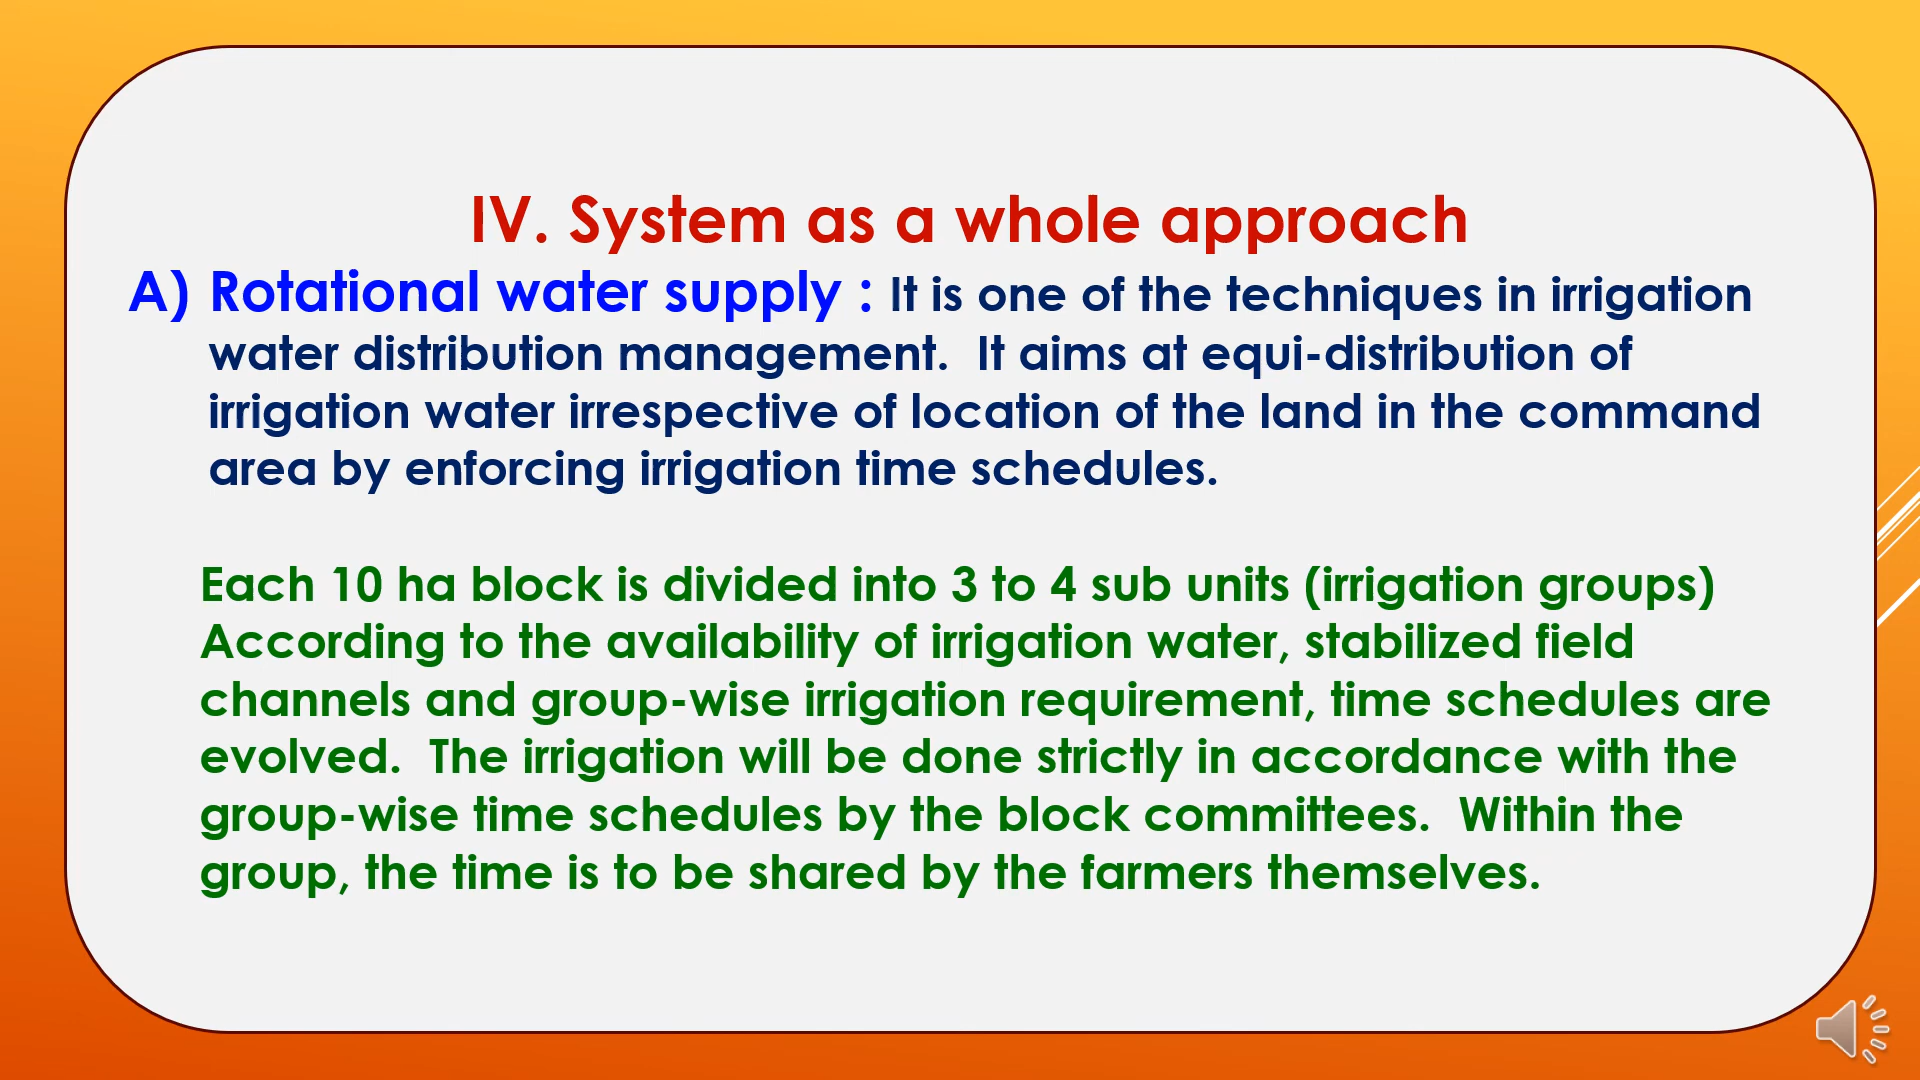 IV. System as a whole approach
A) Rotational water supply : It is one of the techniques in irrigation
water distribution management.  It aims at equi-distribution of
irrigation water irrespective of location of the land in the command
area by enforcing irrigation time schedules.
Each 10 ha block is divided into 3 to 4 sub units (irrigation groups)
According to the availability of irrigation water, stabilized field
channels and group-wise irrigation requirement, time schedules are
evolved.  The irrigation will be done strictly in accordance with the
group-wise time schedules by the block committees.  Within the
group, the time is to be shared by the farmers themselves.